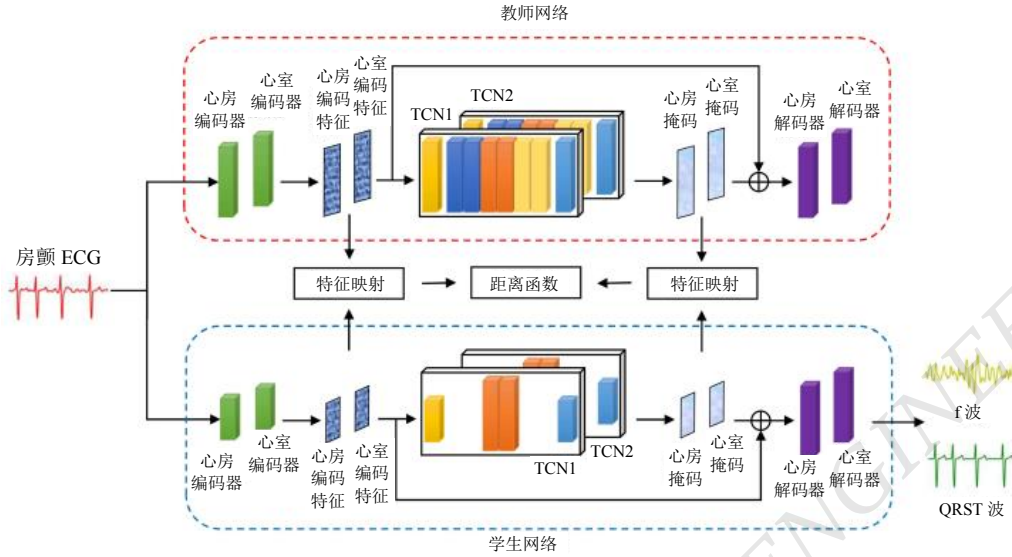 教师网络
心房
编码器
心室
编码器
心房
编码
特征
心室
编码
特征
TCN1
TCN2
心房
掩码
心室
掩码
心房
解码器
心室
解码器
房颤 ECG
特征映射
距离函数
特征映射
心房
编码器
心室
编码器
心房
编码
特征
心室
编码
特征
TCN1
TCN2
心房
掩码
心室
掩码
心房
解码器
心室
解码器
f 波
QRST 波
学生网络